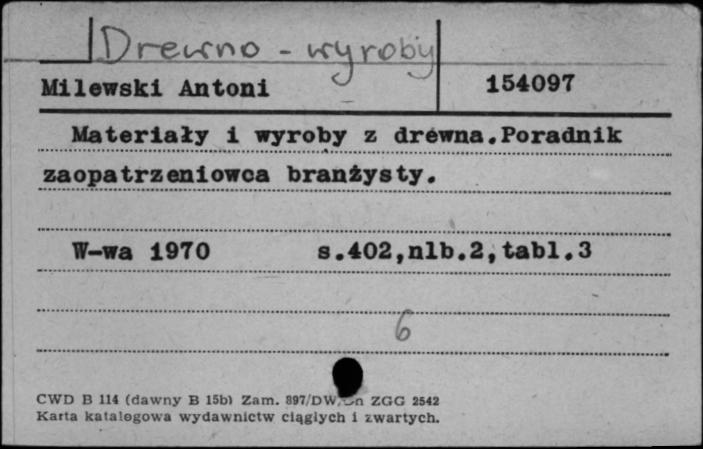 Drewno - wyroby
Milewski Antoni 154097
Materiały i wyroby z drewna.Poradnik
zaopatrzeniowca branżysty.
W-wa 1970 s.402,nlb.2,tabl.3
6
CWD B 114 (dawny B 15b) Zam. 897/DW ZGG 2542
Karta katalogowa wydawnictw ciągłych i zwartych.